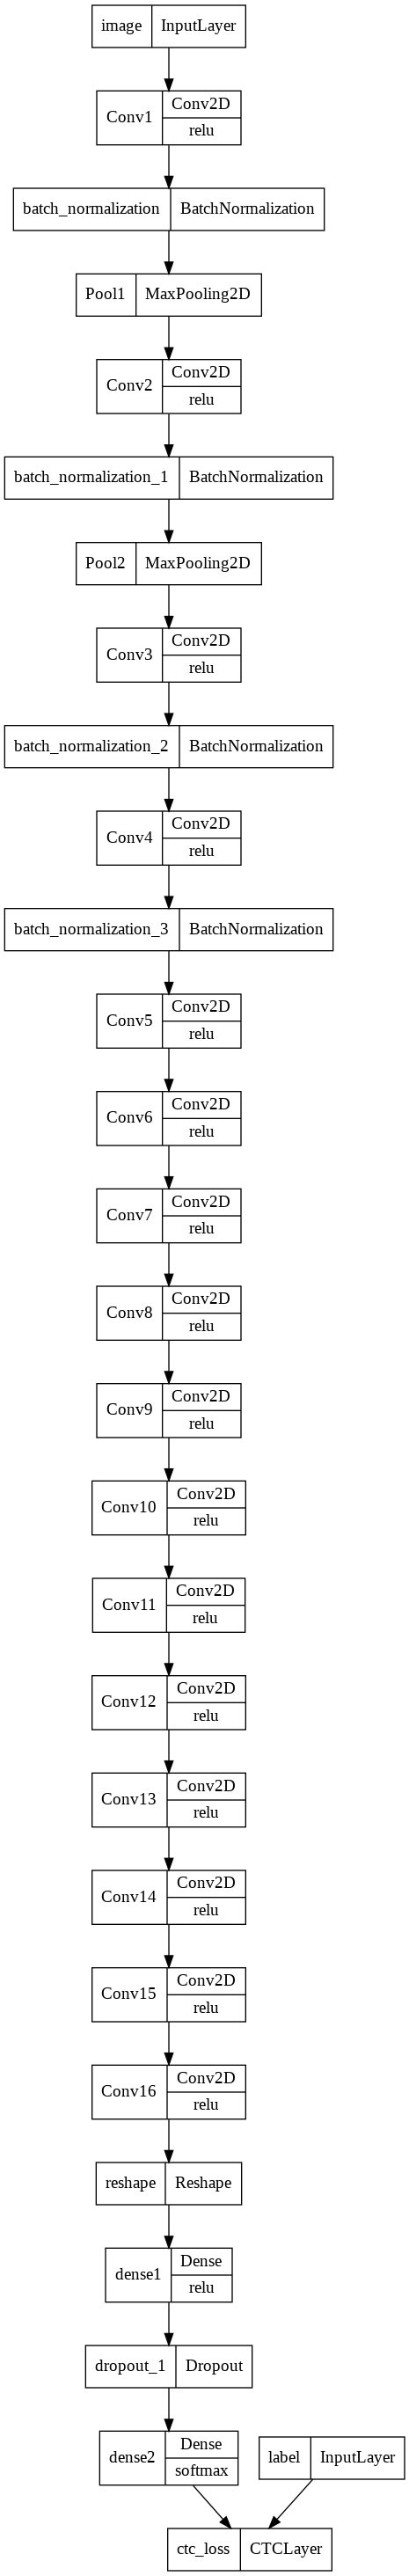 image InputLayer
Conv1 Conv2D
relu
batch_normalization BatchNormalization
Pool1 MaxPooling2D
Conv2 Conv2D
relu
batch_normalization_1 BatchNormalization
Pool2 MaxPooling2D
Conv3 Conv2D
relu
batch_normalization_2 BatchNormalization
Conv4 Conv2D
relu
batch_normalization_3 BatchNormalization
Conv5 Conv2D
relu
Conv6 Conv2D
relu
Conv7 Conv2D
relu
Conv8 Conv2D
relu
Conv9 Conv2D
relu
Conv10 Conv2D
relu
Conv11 Conv2D
relu
Conv12 Conv2D
relu
Conv13 Conv2D
relu
Conv14 Conv2D
relu
Conv15 Conv2D
relu
Conv16 Conv2D
relu
reshape Reshape
dense1 Dense
relu
dropout_1 Dropout
dense2 Dense
softmax
label InputLayer
ctc_loss CTCLayer